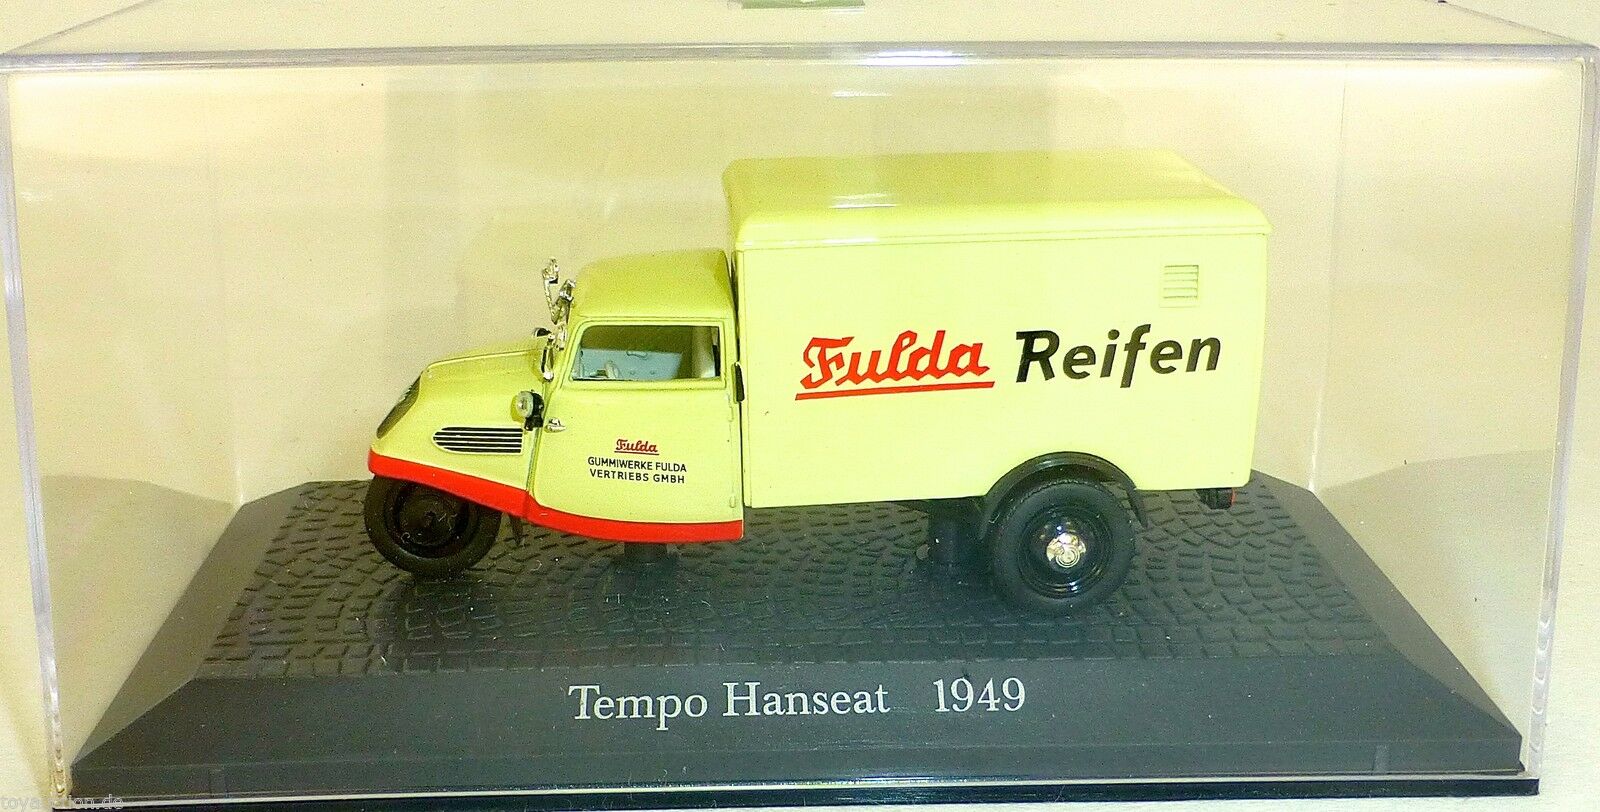 Fulda Reifen
Fulda
GUMMIWERKE FULDA
VERTRIEBS GMBH
Tempo Hanseat 1949